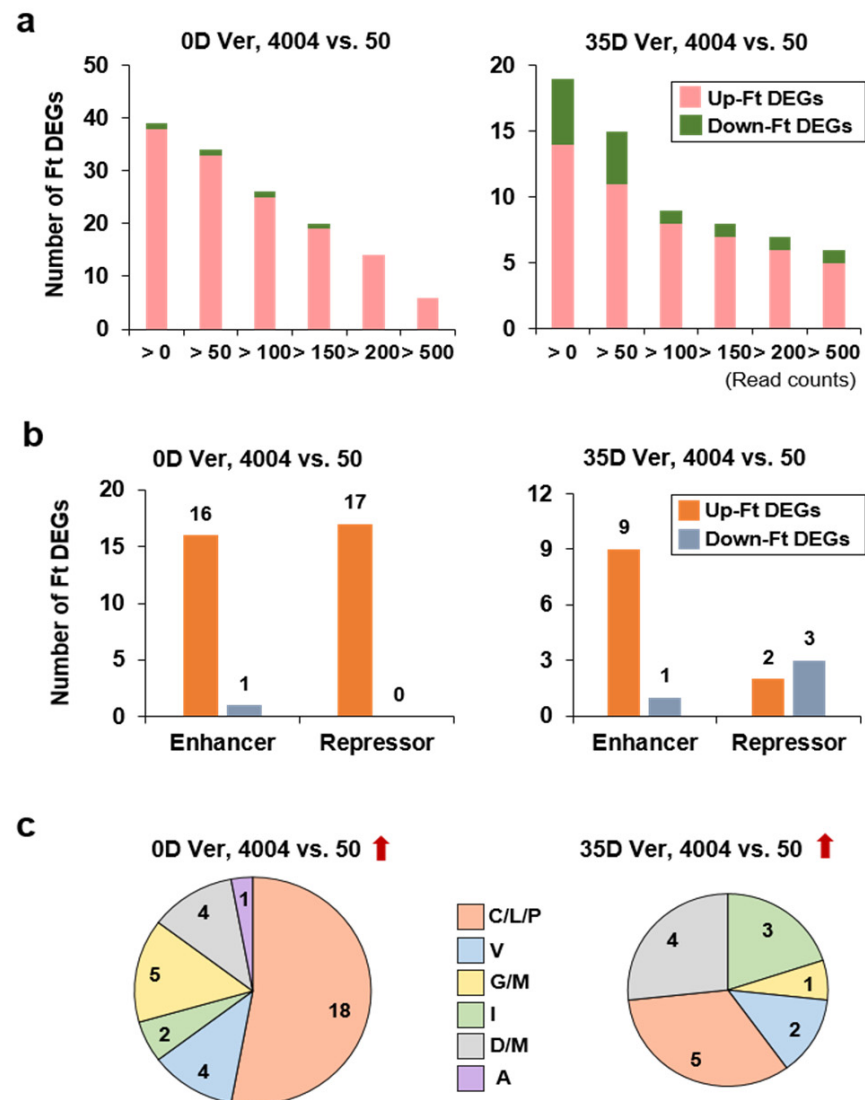 a
0D Ver, 4004 vs. 50
35D Ver, 4004 vs. 50
Number of Ft DEGs
50
40
30
20
10
0
> 0 > 50 > 100 > 150 > 200 > 500
20
15
10
5
0
Up-Ft DEGs
Down-Ft DEGs
> 0 > 50 > 100 > 150 > 200 > 500
(Read counts)
b
0D Ver, 4004 vs. 50
35D Ver, 4004 vs. 50
Number of Ft DEGs
20
15
10
5
0
16
1
17
0
Enhancer Repressor
12
9
6
3
0
Up-Ft DEGs
Down-Ft DEGs
9
1
2
3
Enhancer Repressor
c
0D Ver, 4004 vs. 50
35D Ver, 4004 vs. 50
1
4
5
2
4
18
C/L/P
V
G/M
I
D/M
A
4
3
1
2
5